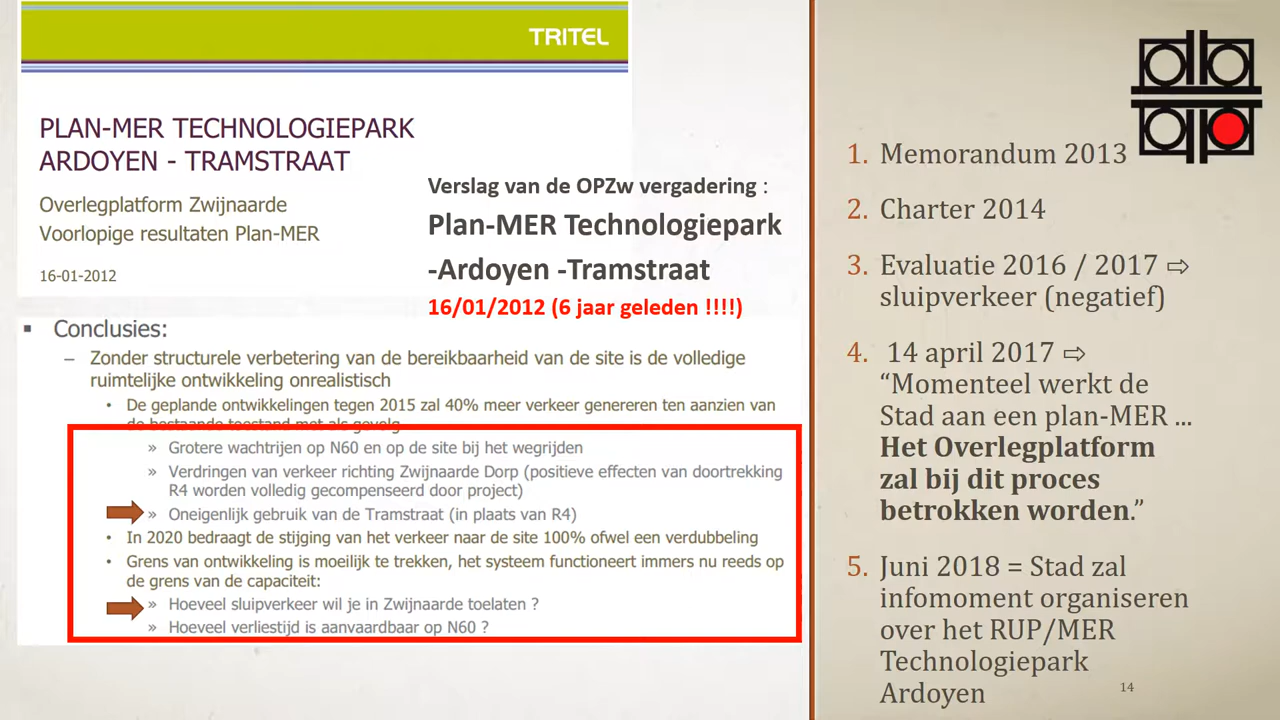 TRITEL
PLAN-MER TECHNOLOGIEPARK
ARDOYEN - TRAMSTRAAT
Overlegplatform Zwijnaarde
Voorlopige resultaten Plan-MER
16-01-2012
Verslag van de OPZw vergadering :
Plan-MER Technologiepark
-Ardoyen -Tramstraat
16/01/2012 (6 jaar geleden !!!!)
▪ Conclusies:
– Zonder structurele verbetering van de bereikbaarheid van de site is de volledige
ruimtelijke ontwikkeling onrealistisch
• De geplande ontwikkelingen tegen 2015 zal 40% meer verkeer genereren ten aanzien van
de bestaande toestand met als gevolg
» Grotere wachtrijen op N60 en op de site bij het wegrijden
» Verdringen van verkeer richting Zwijnaarde Dorp (positieve effecten van doortrekking
R4 worden volledig gecompenseerd door project)
» Oneigenlijk gebruik van de Tramstraat (in plaats van R4)
• In 2020 bedraagt de stijging van het verkeer naar de site 100% ofwel een verdubbeling
• Grens van ontwikkeling is moeilijk te trekken, het systeem functioneert immers nu reeds op
de grens van de capaciteit:
» Hoeveel sluipverkeer wil je in Zwijnaarde toelaten ?
» Hoeveel verliestijd is aanvaardbaar op N60 ?
1. Memorandum 2013
2. Charter 2014
3. Evaluatie 2016 / 2017 ⇨
sluipverkeer (negatief)
4. 14 april 2017 ⇨
“Momenteel werkt de
Stad aan een plan-MER ...
Het Overlegplatform
zal bij dit proces
betrokken worden.”
5. Juni 2018 = Stad zal
infomoment organiseren
over het RUP/MER
Technologiepark
Ardoyen
14